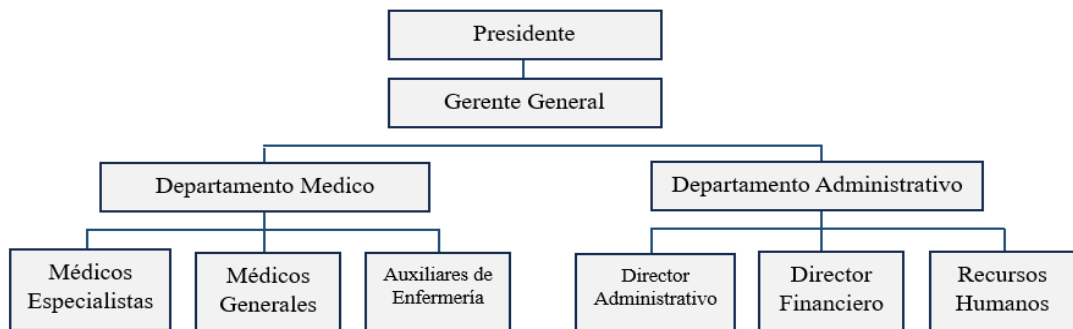 Presidente
Gerente General
Departamento Medico
Departamento Administrativo
Médicos
Especialistas
Médicos
Generales
Auxiliares de
Enfermería
Director
Administrativo
Director
Financiero
Recursos
Humanos